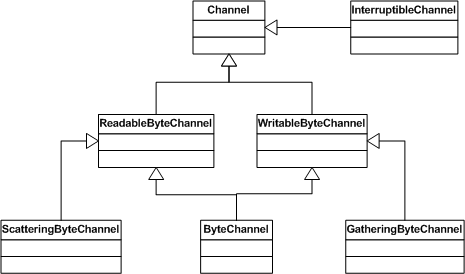 Channel
InterruptibleChannel
ReadableByteChannel
WritableByteChannel
ScatteringByteChannel
ByteChannel
GatheringByteChannel